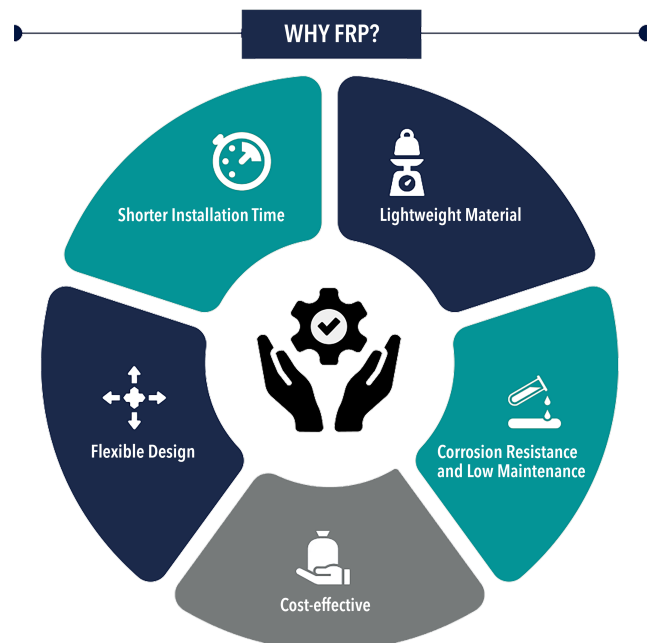 WHY FRP?
Shorter Installation Time
Lightweight Material
Flexible Design
Corrosion Resistance
and Low Maintenance
Cost-effective